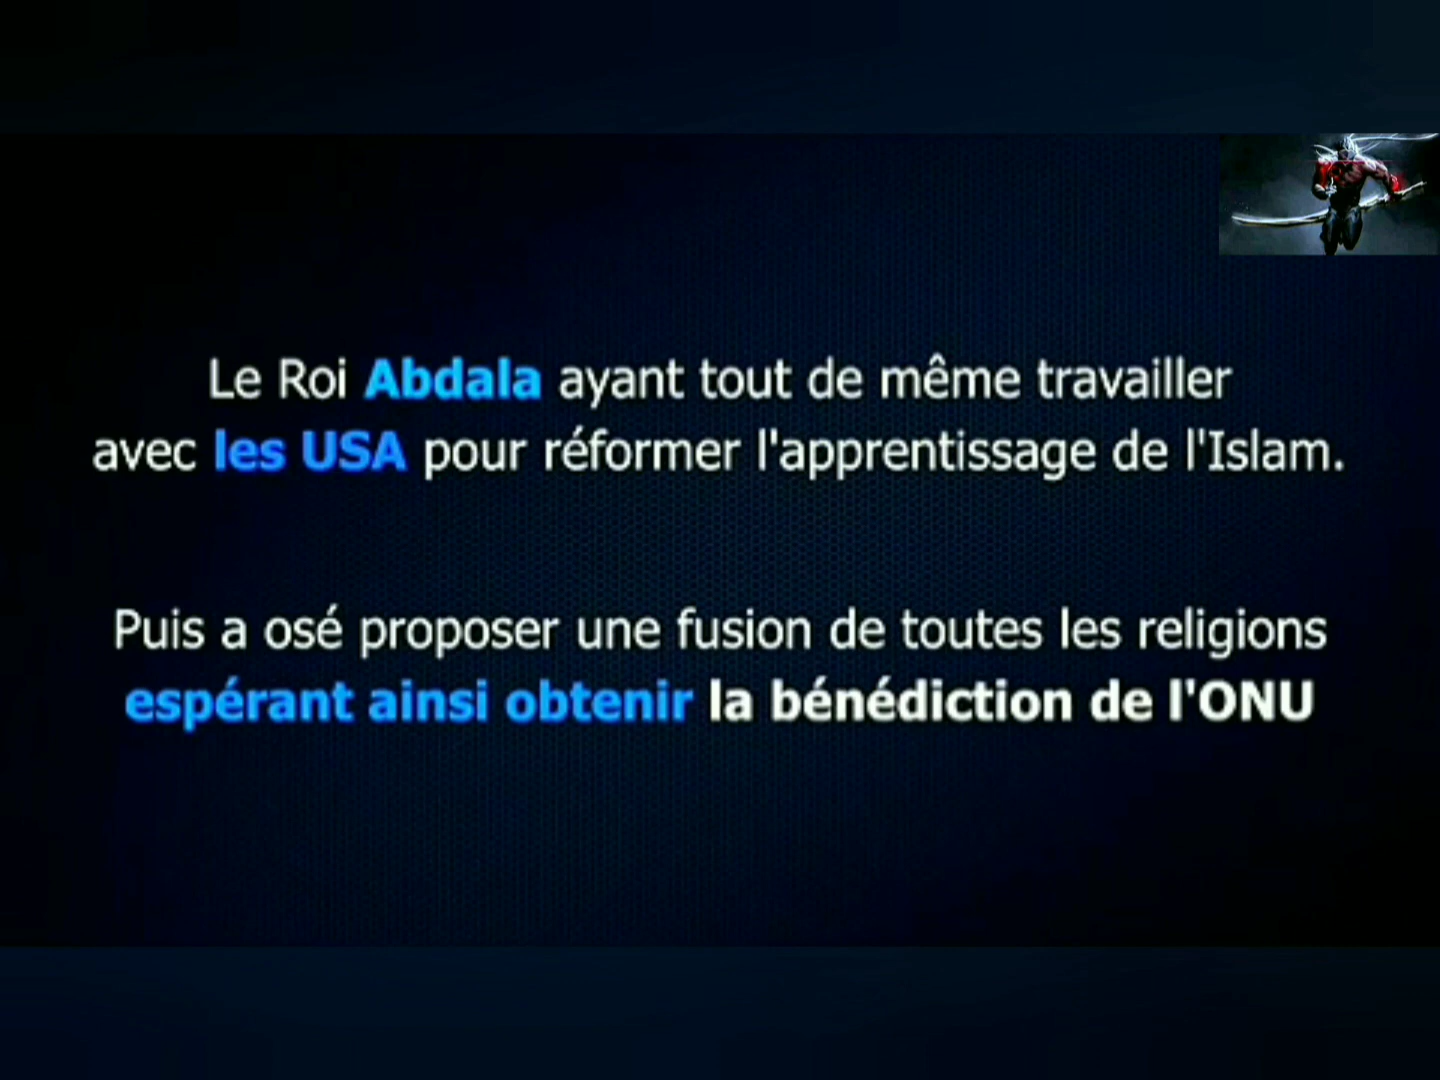 Le Roi Abdala ayant tout de même travailler
avec les USA pour réformer l'apprentissage de l'Islam.
Puis a osé proposer une fusion de toutes les religions
espérant ainsi obtenir la bénédiction de l'ONU